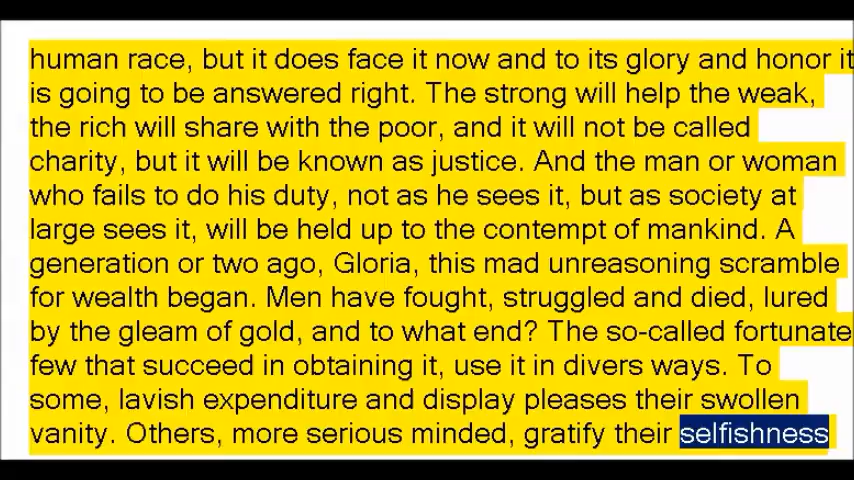 human race, but it does face it now and to its glory and honor it
is going to be answered right. The strong will help the weak,
the rich will share with the poor, and it will not be called
charity, but it will be known as justice. And the man or woman
who fails to do his duty, not as he sees it, but as society at
large sees it, will be held up to the contempt of mankind. A
generation or two ago, Gloria, this mad unreasoning scramble
for wealth began. Men have fought, struggled and died, lured
by the gleam of gold, and to what end? The so-called fortunate
few that succeed in obtaining it, use it in divers ways. To
some, lavish expenditure and display pleases their swollen
vanity. Others, more serious minded, gratify their selfishness